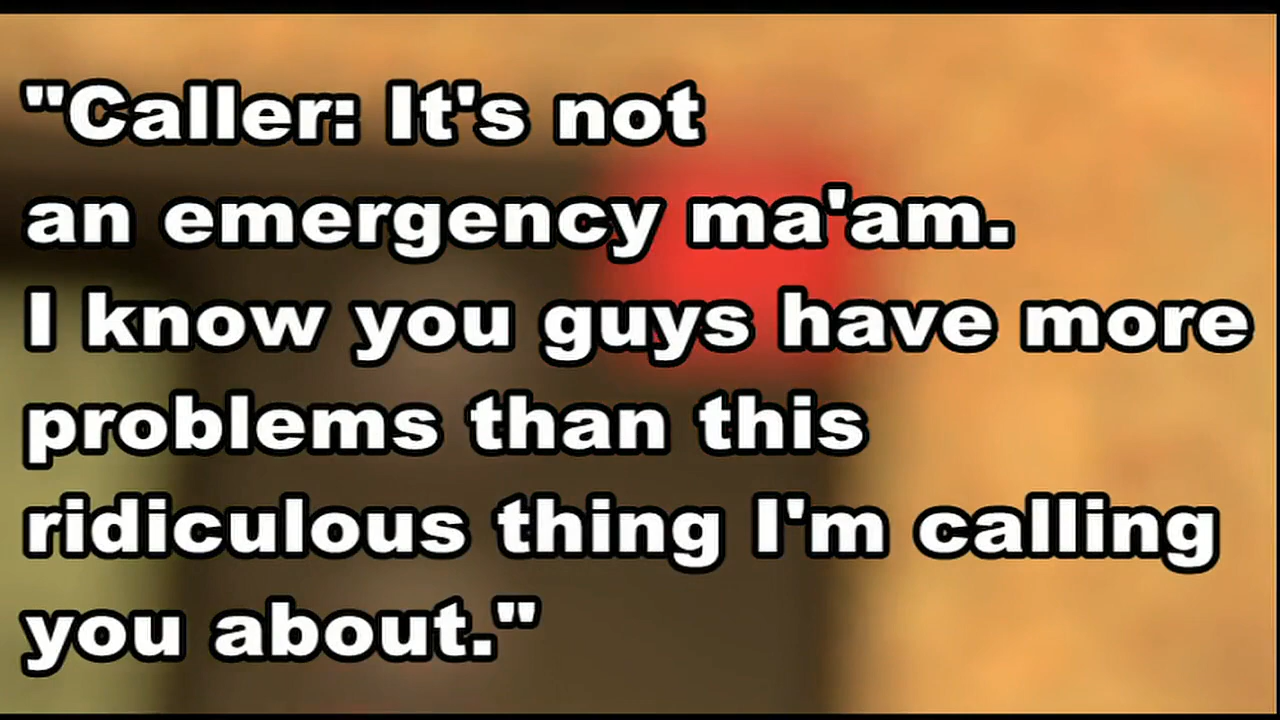 "Caller: It's not
an emergency ma'am.
I know you guys have more
problems than this
ridiculous thing I'm calling
you about."